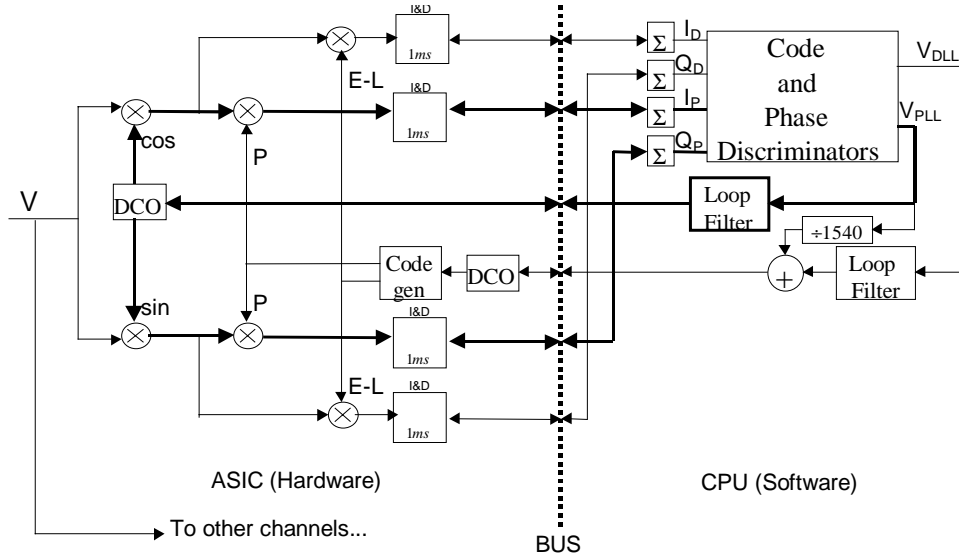 I&D
1ms
E-L
I&D
1ms
cos
P
V
DCO
Code
gen
DCO
sin
P
I&D
1ms
E-L
I&D
1ms
ASIC (Hardware)
To other channels...
BUS
Σ
I_D
Σ
Q_D
Σ
I_P
Σ
Q_P
Code
and
Phase
Discriminators
V_DLL
V_PLL
Loop
Filter
÷1540
+
Loop
Filter
CPU (Software)